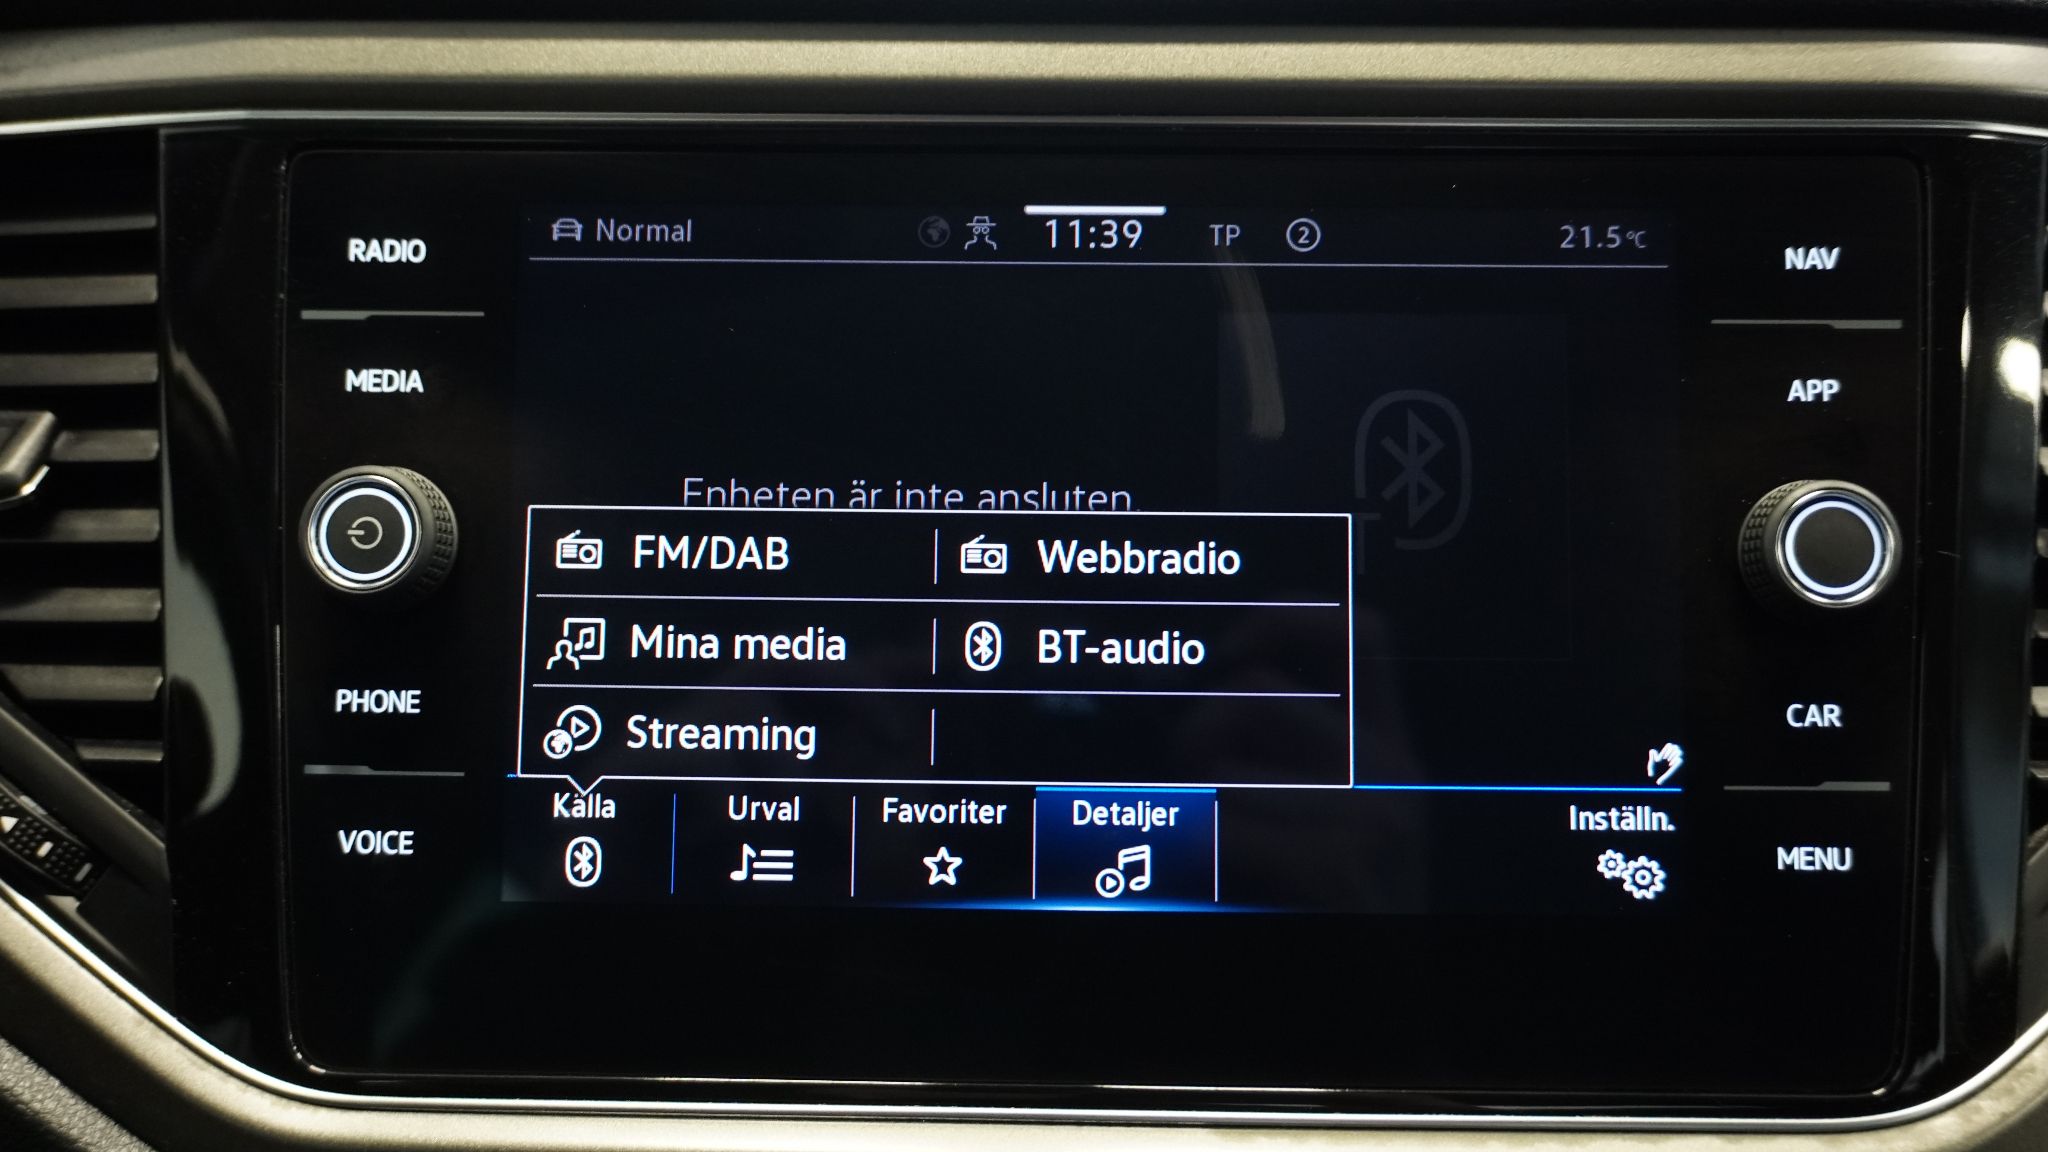 RADIO
MEDIA
PHONE
VOICE
Normal 11:39 TP 2 21.5°C
Enheten är inte ansluten.
FM/DAB Webbradio
Mina media BT-audio
Streaming
Källa Urval Favoriter Detaljer Inställn.
NAV
APP
CAR
MENU